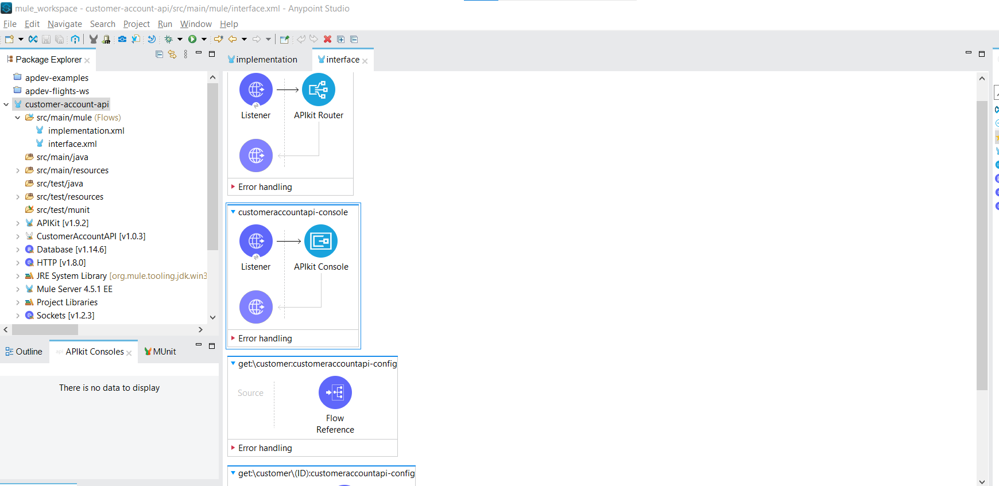 mule_workspace - customer-account-api/src/main/mule/interface.xml - Anypoint Studio
File Edit Navigate Search Project Run Window Help
Package Explorer
implementation
interface
apdev-examples
apdev-flights-ws
customer-account-api
src/main/mule (Flows)
implementation.xml
interface.xml
src/main/java
src/main/resources
src/test/java
src/test/resources
src/test/munit
APIKit [v1.9.2]
CustomerAccountAPI [v1.0.3]
Database [v1.14.6]
HTTP [v1.8.0]
JRE System Library [org.mule.tooling.jdk.win3
Mule Server 4.5.1 EE
Project Libraries
Sockets [v1.2.3]
Outline
api APIkit Consoles
MUnit
There is no data to display
Listener
APIkit Router
Error handling
customeraccountapi-console
Listener
APIkit Console
Error handling
get:\customer:customeraccountapi-config
Source
Flow
Reference
Error handling
get:\customer\(ID):customeraccountapi-config